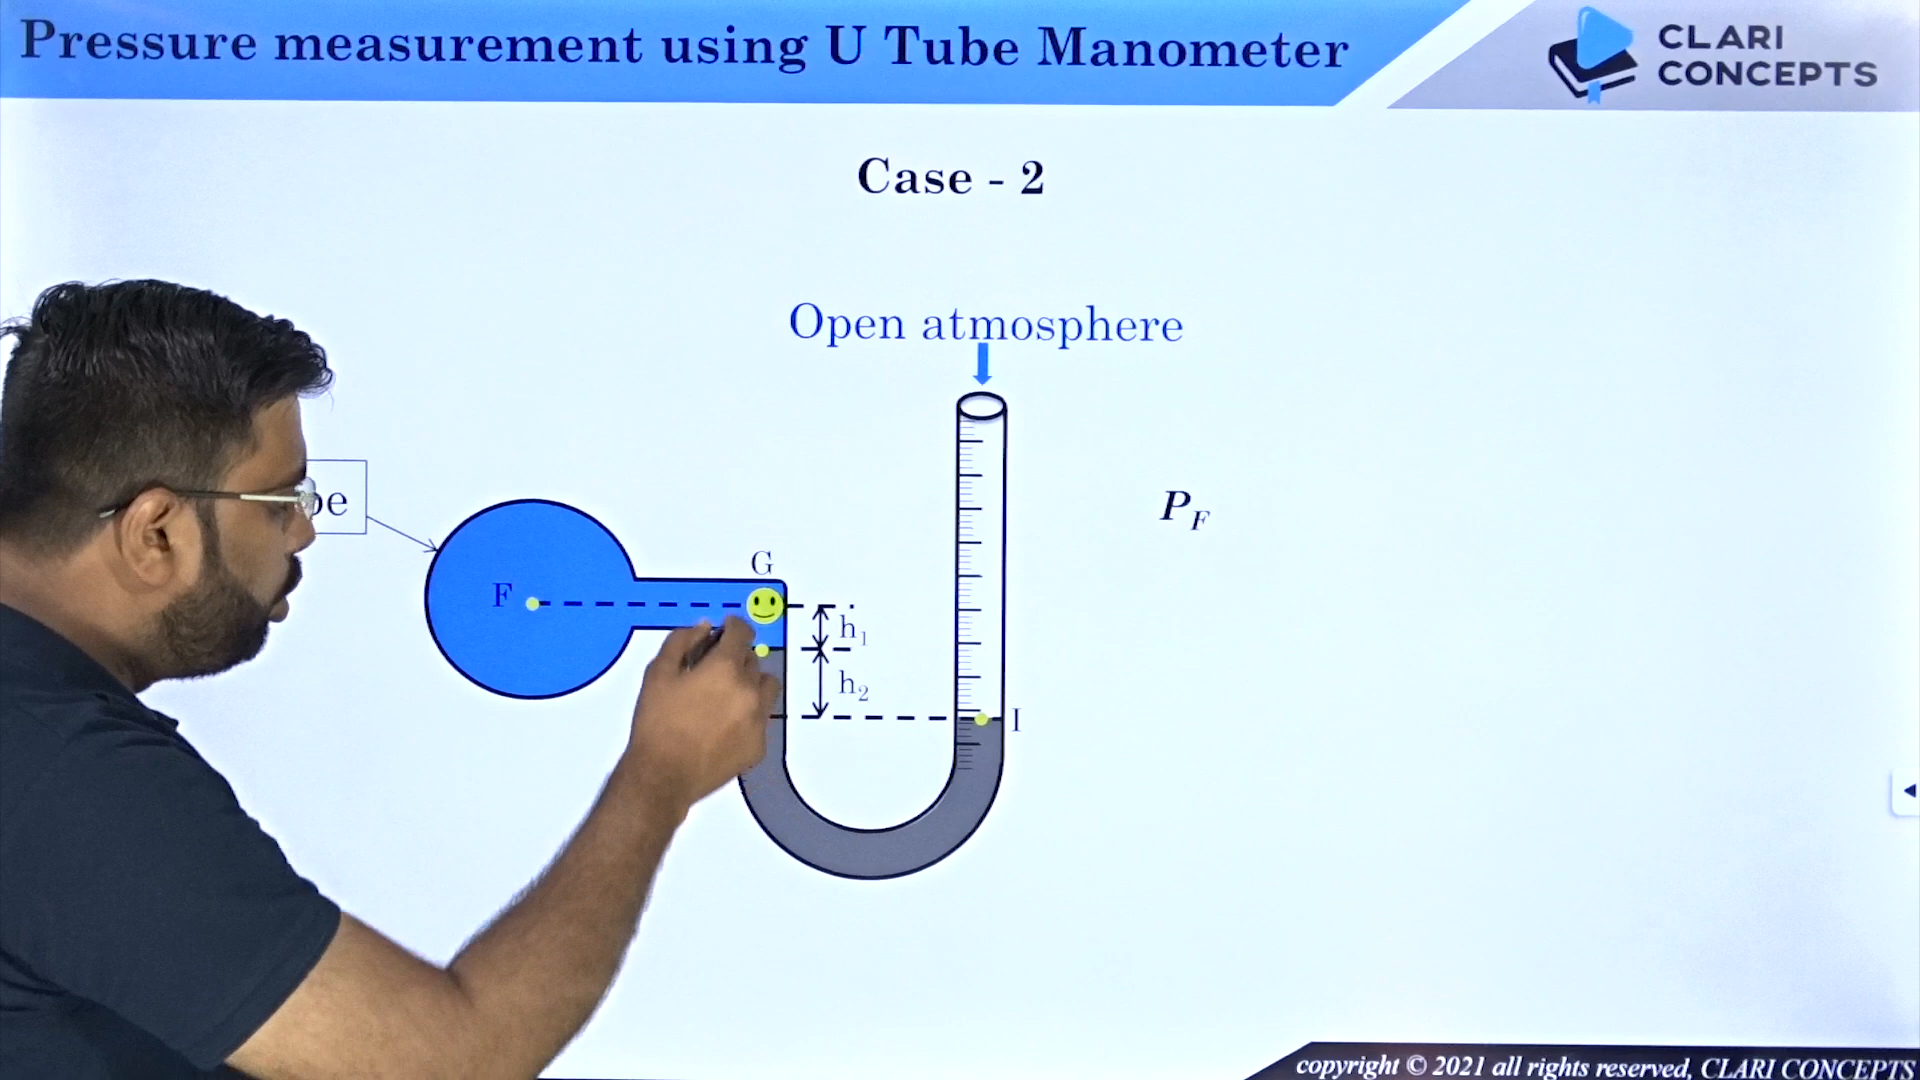 Pressure measurement using U Tube Manometer
CLARI
CONCEPTS
Case - 2
Open atmosphere
P_F
G
F
h₁
h₂
I
copyright © 2021 all rights reserved, CLARI CONCEPTS